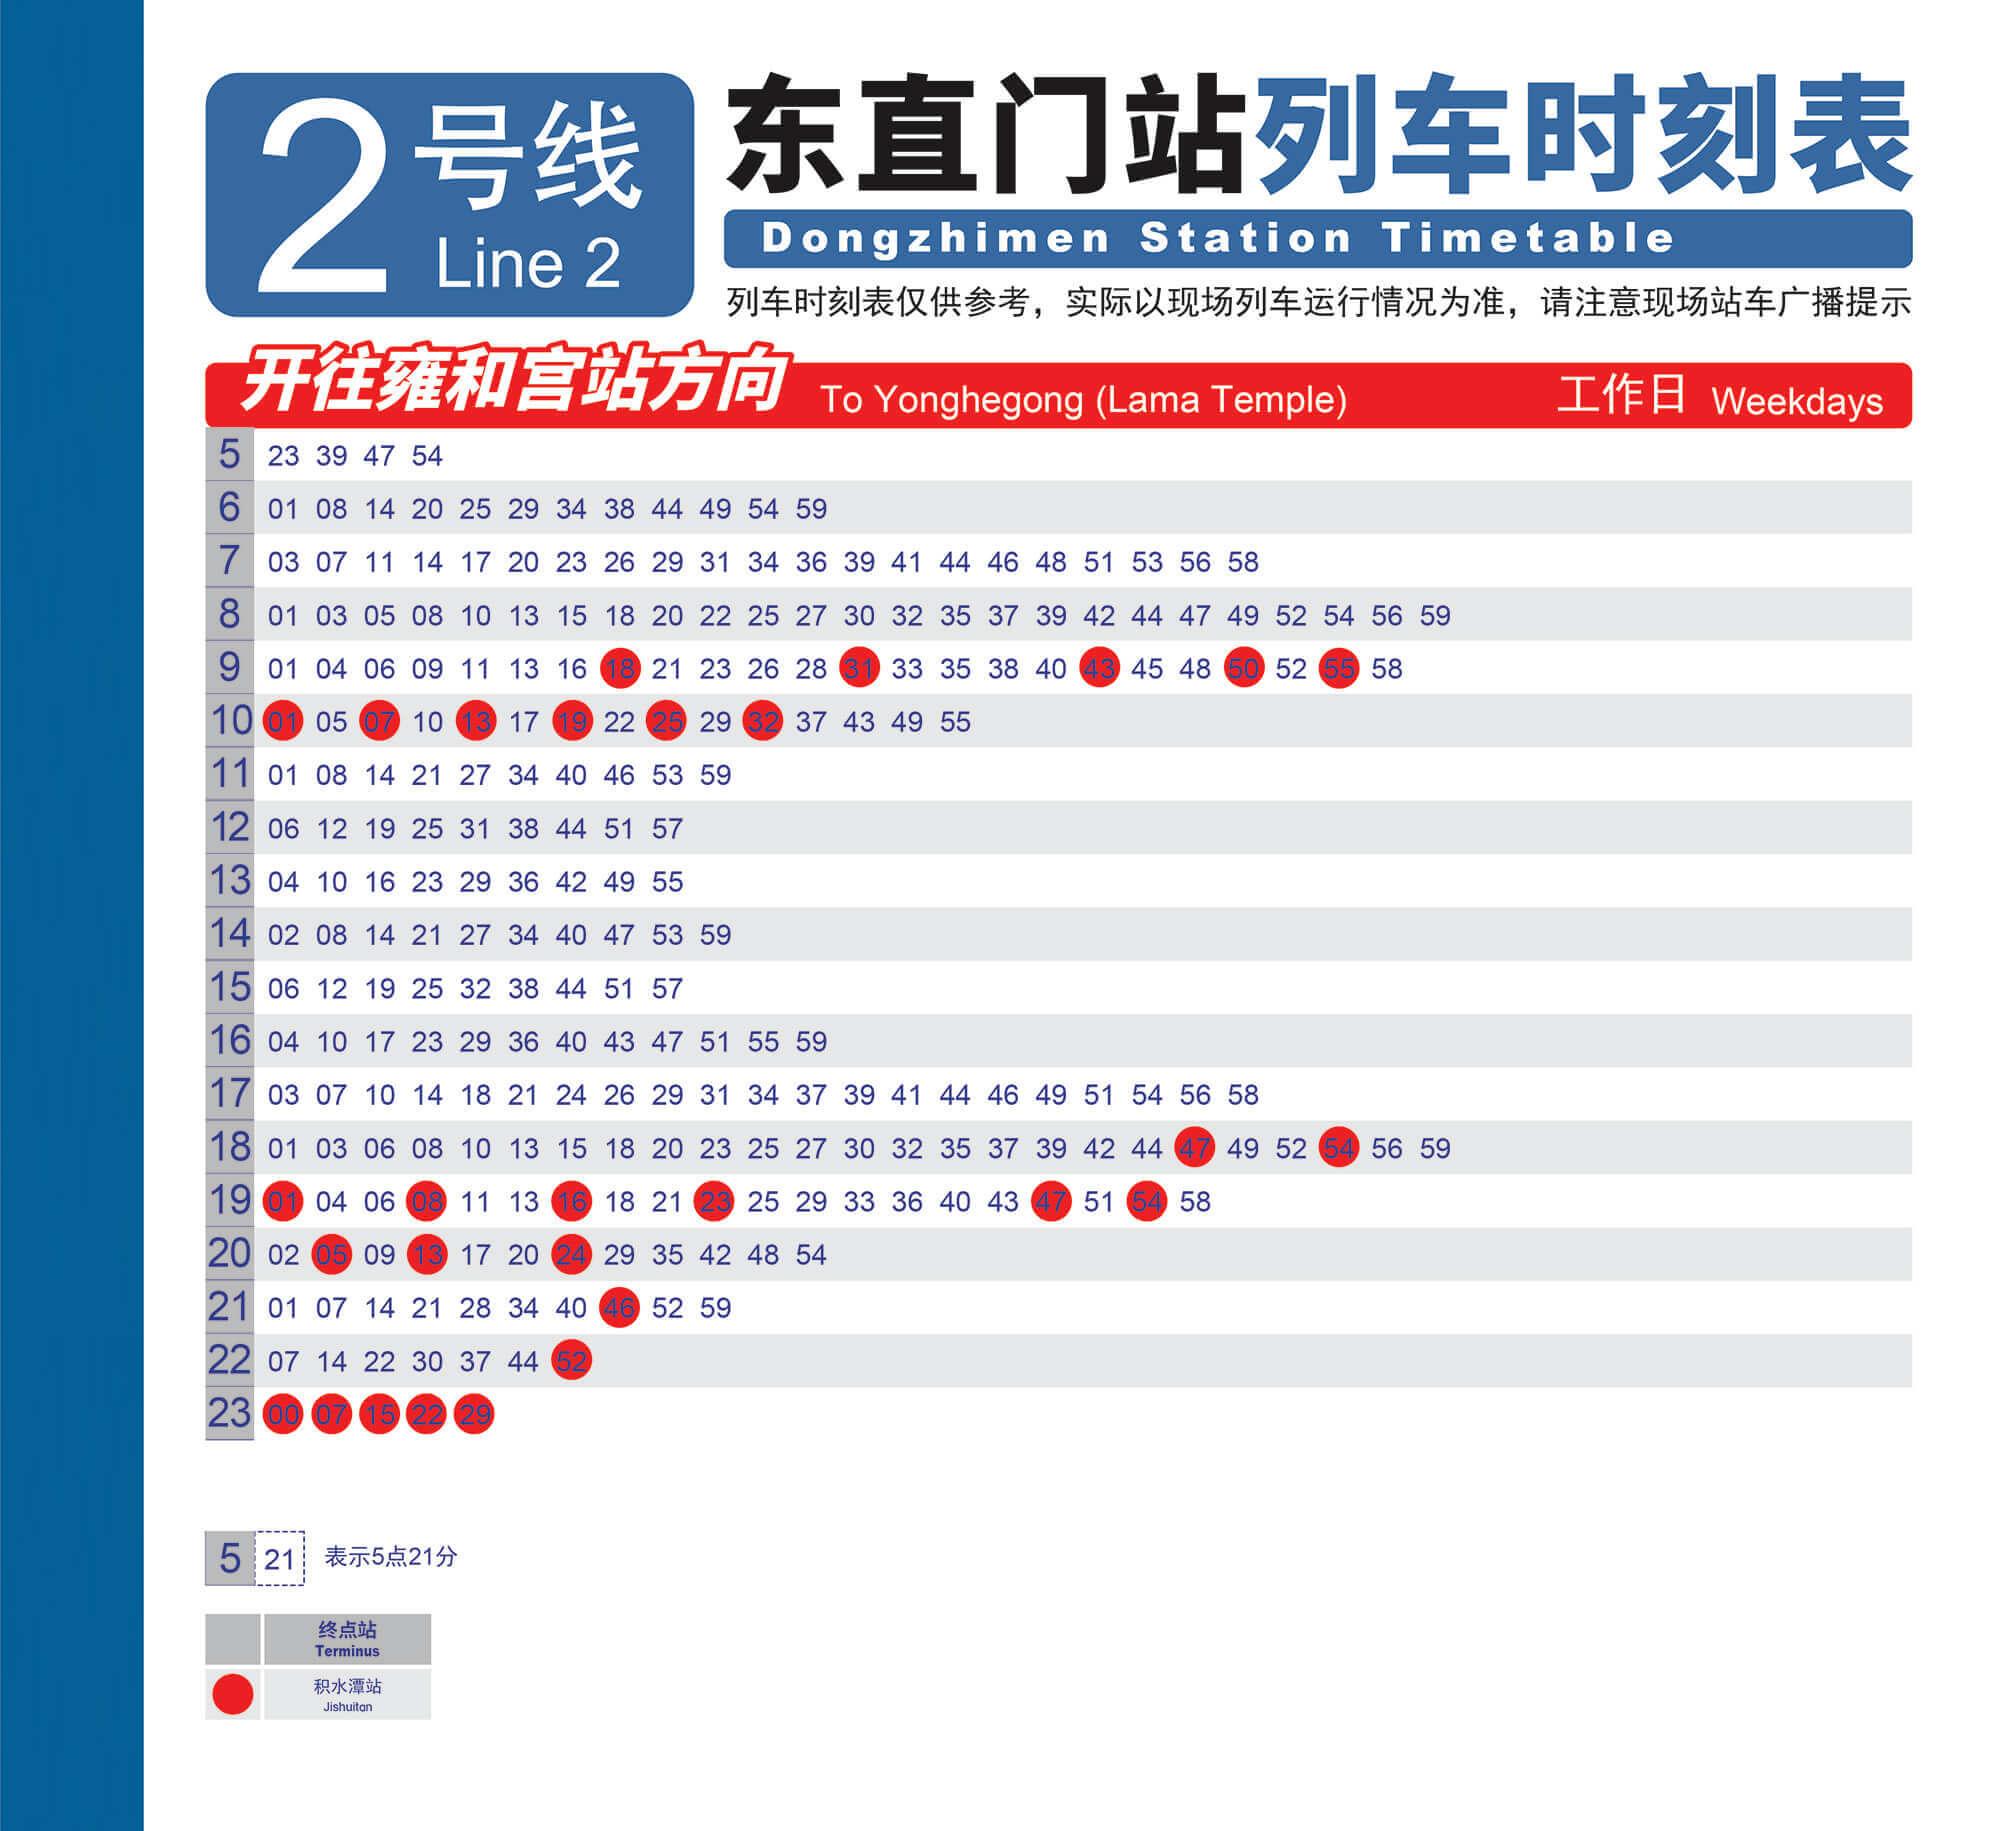 2号线
Line 2
东直门站列车时刻表
Dongzhimen Station Timetable
列车时刻表仅供参考，实际以现场列车运行情况为准，请注意现场站车广播提示
开往雍和宫站方向 To Yonghegong (Lama Temple) 工作日 Weekdays
5 23 39 47 54
6 01 08 14 20 25 29 34 38 44 49 54 59
7 03 07 11 14 17 20 23 26 29 31 34 36 39 41 44 46 48 51 53 56 58
8 01 03 05 08 10 13 15 18 20 22 25 27 30 32 35 37 39 42 44 47 49 52 54 56 59
9 01 04 06 09 11 13 16 18 21 23 26 28 31 33 35 38 40 43 45 48 50 52 55 58
10 01 05 07 10 13 17 19 22 25 29 32 37 43 49 55
11 01 08 14 21 27 34 40 46 53 59
12 06 12 19 25 31 38 44 51 57
13 04 10 16 23 29 36 42 49 55
14 02 08 14 21 27 34 40 47 53 59
15 06 12 19 25 32 38 44 51 57
16 04 10 17 23 29 36 40 43 47 51 55 59
17 03 07 10 14 18 21 24 26 29 31 34 37 39 41 44 46 49 51 54 56 58
18 01 03 06 08 10 13 15 18 20 23 25 27 30 32 35 37 39 42 44 47 49 52 54 56 59
19 01 04 06 08 11 13 16 18 21 23 25 29 33 36 40 43 47 51 54 58
20 02 05 09 13 17 20 24 29 35 42 48 54
21 01 07 14 21 28 34 40 46 52 59
22 07 14 22 30 37 44 52
23 00 07 15 22 29
5 21 表示5点21分
终点站
Terminus
积水潭站
Jishuitan